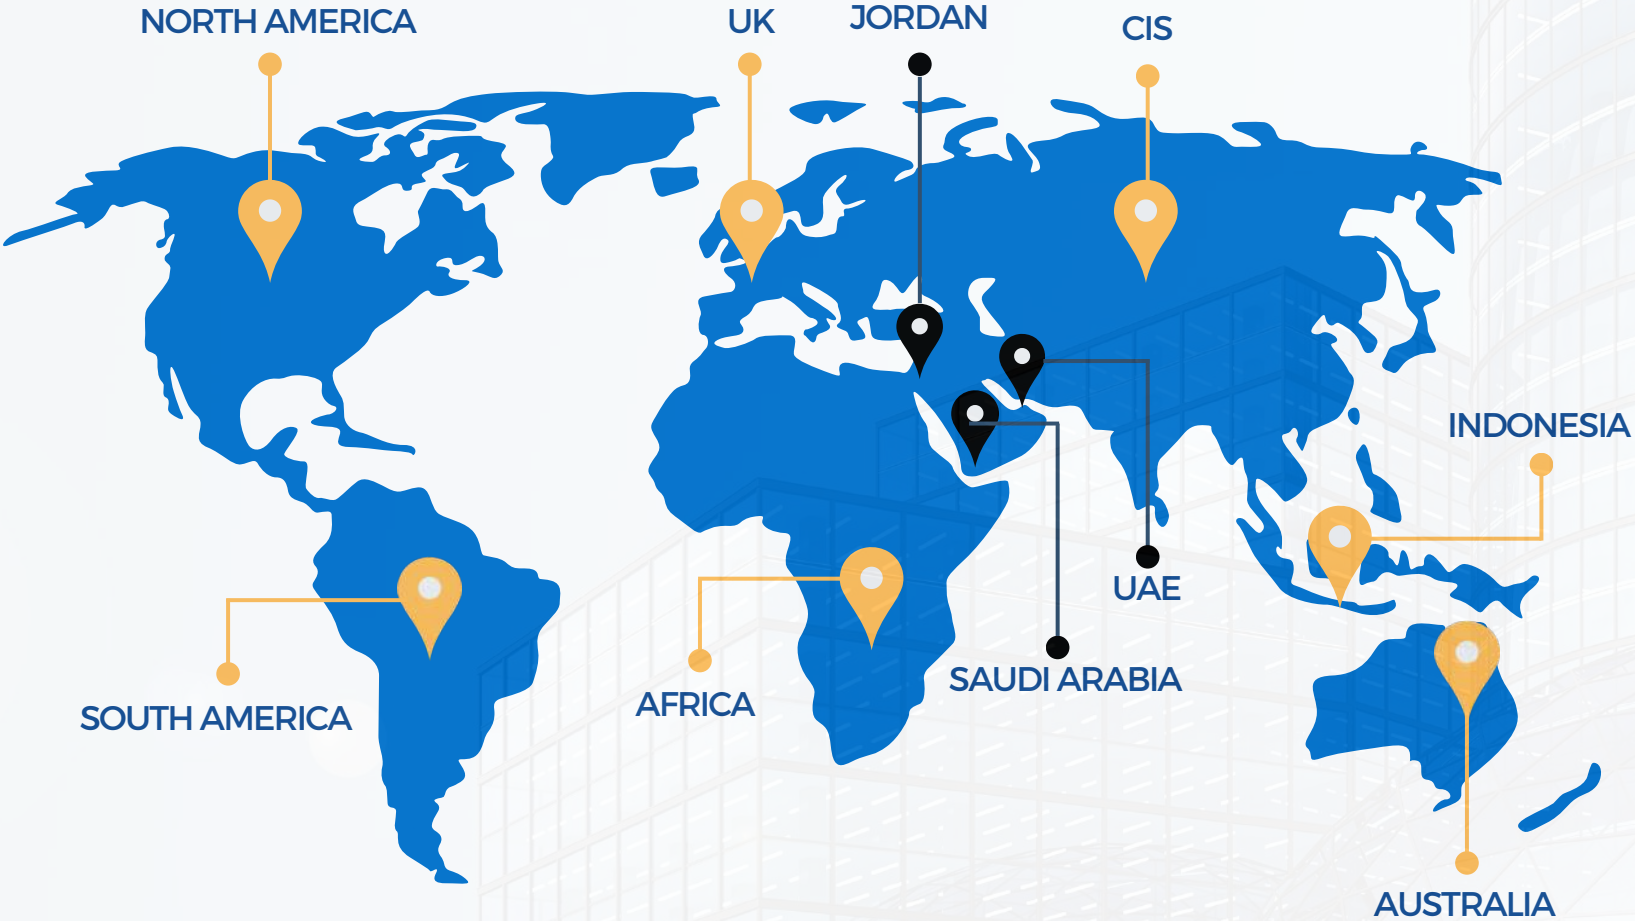 NORTH AMERICA
UK
JORDAN
CIS
INDONESIA
UAE
SAUDI ARABIA
AFRICA
SOUTH AMERICA
AUSTRALIA